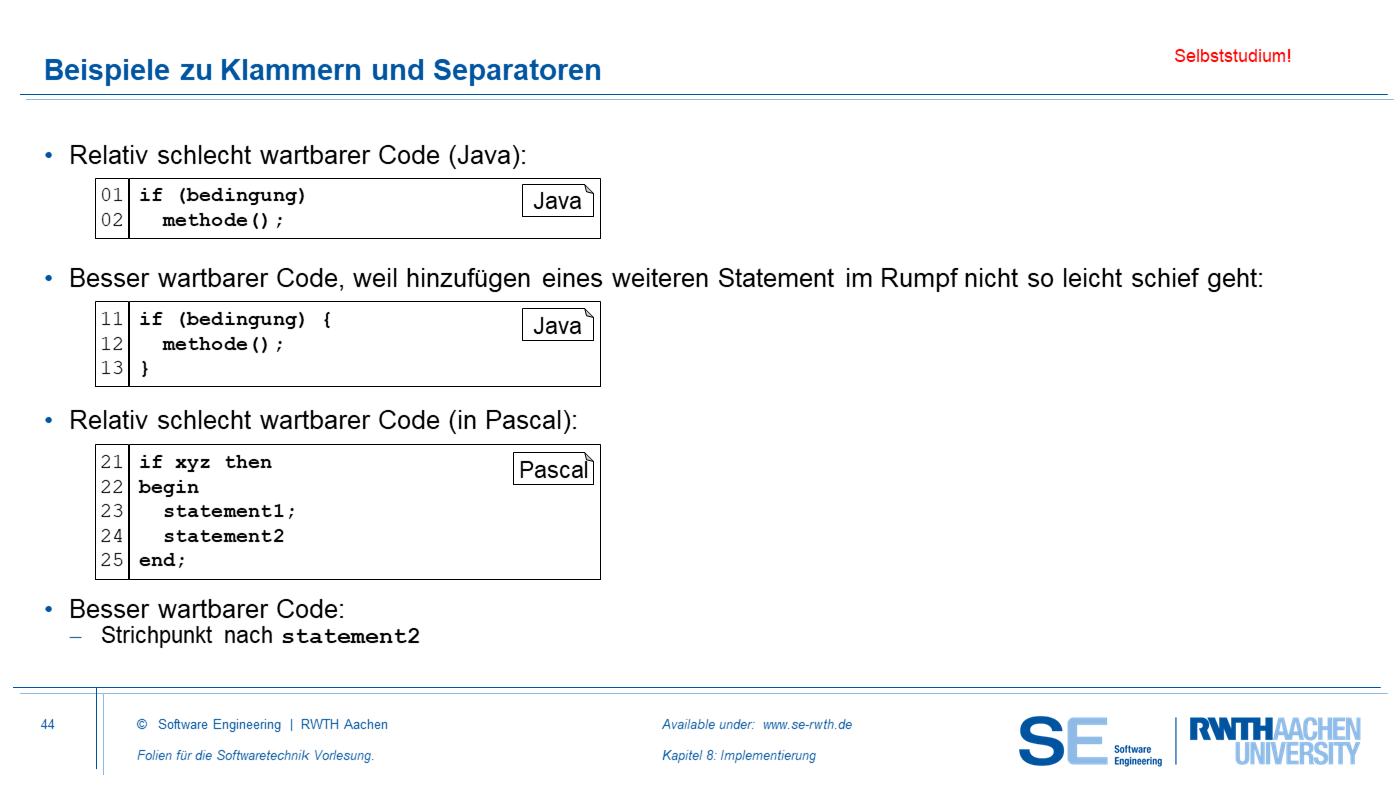 Beispiele zu Klammern und Separatoren
Selbststudium!
• Relativ schlecht wartbarer Code (Java):
01 if (bedingung)
02   methode();
Java
• Besser wartbarer Code, weil hinzufügen eines weiteren Statement im Rumpf nicht so leicht schief geht:
11 if (bedingung) {
12   methode();
13 }
Java
• Relativ schlecht wartbarer Code (in Pascal):
21 if xyz then
22 begin
23   statement1;
24   statement2
25 end;
Pascal
• Besser wartbarer Code:
– Strichpunkt nach statement2
44
© Software Engineering | RWTH Aachen
Folien für die Softwaretechnik Vorlesung.
Available under: www.se-rwth.de
Kapitel 8: Implementierung
SE Software
Engineering
RWTHAACHEN
UNIVERSITY